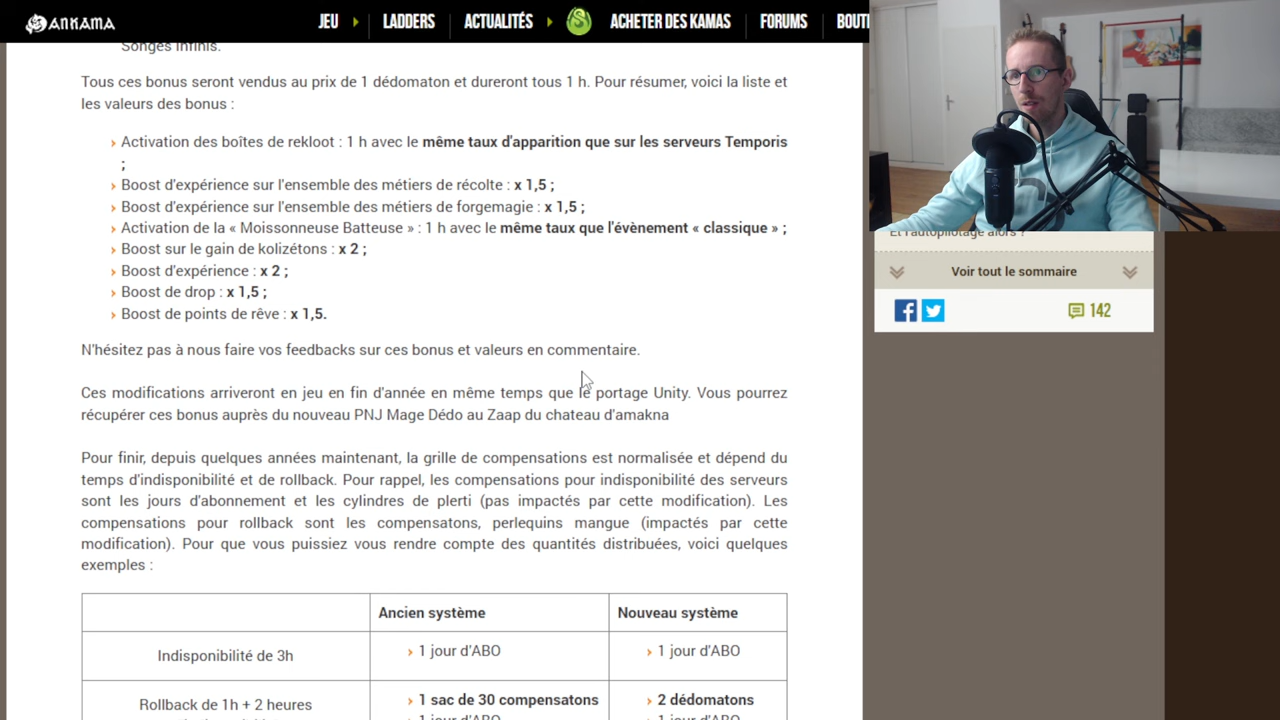 ANKAMA
JEU
LADDERS
ACTUALITÉS
ACHETER DES KAMAS
FORUMS
BOUTI
Songes Infinis.
Tous ces bonus seront vendus au prix de 1 dédomaton et dureront tous 1 h. Pour résumer, voici la liste et
les valeurs des bonus :
Activation des boîtes de rekloot : 1 h avec le même taux d'apparition que sur les serveurs Temporis
;
Boost d'expérience sur l'ensemble des métiers de récolte : x 1,5 ;
Boost d'expérience sur l'ensemble des métiers de forgemagie : x 1,5 ;
Activation de la « Moissonneuse Batteuse » : 1 h avec le même taux que l'évènement « classique » ;
Boost sur le gain de kolizétons : x 2 ;
Boost d'expérience : x 2 ;
Boost de drop : x 1,5 ;
Boost de points de rêve : x 1,5.
N'hésitez pas à nous faire vos feedbacks sur ces bonus et valeurs en commentaire.
Ces modifications arriveront en jeu en fin d'année en même temps que le portage Unity. Vous pourrez
récupérer ces bonus auprès du nouveau PNJ Mage Dédo au Zaap du chateau d'amakna
Pour finir, depuis quelques années maintenant, la grille de compensations est normalisée et dépend du
temps d'indisponibilité et de rollback. Pour rappel, les compensations pour indisponibilité des serveurs
sont les jours d'abonnement et les cylindres de plerti (pas impactés par cette modification). Les
compensations pour rollback sont les compensatons, perlequins mangue (impactés par cette
modification). Pour que vous puissiez vous rendre compte des quantités distribuées, voici quelques
exemples :
Ancien système
Nouveau système
Indisponibilité de 3h
1 jour d'ABO
1 jour d'ABO
Rollback de 1h + 2 heures
1 sac de 30 compensatons
2 dédomatons
1 jour d'ABO
1 jour d'ABO
Et l'autopilotage alors ?
Voir tout le sommaire
142